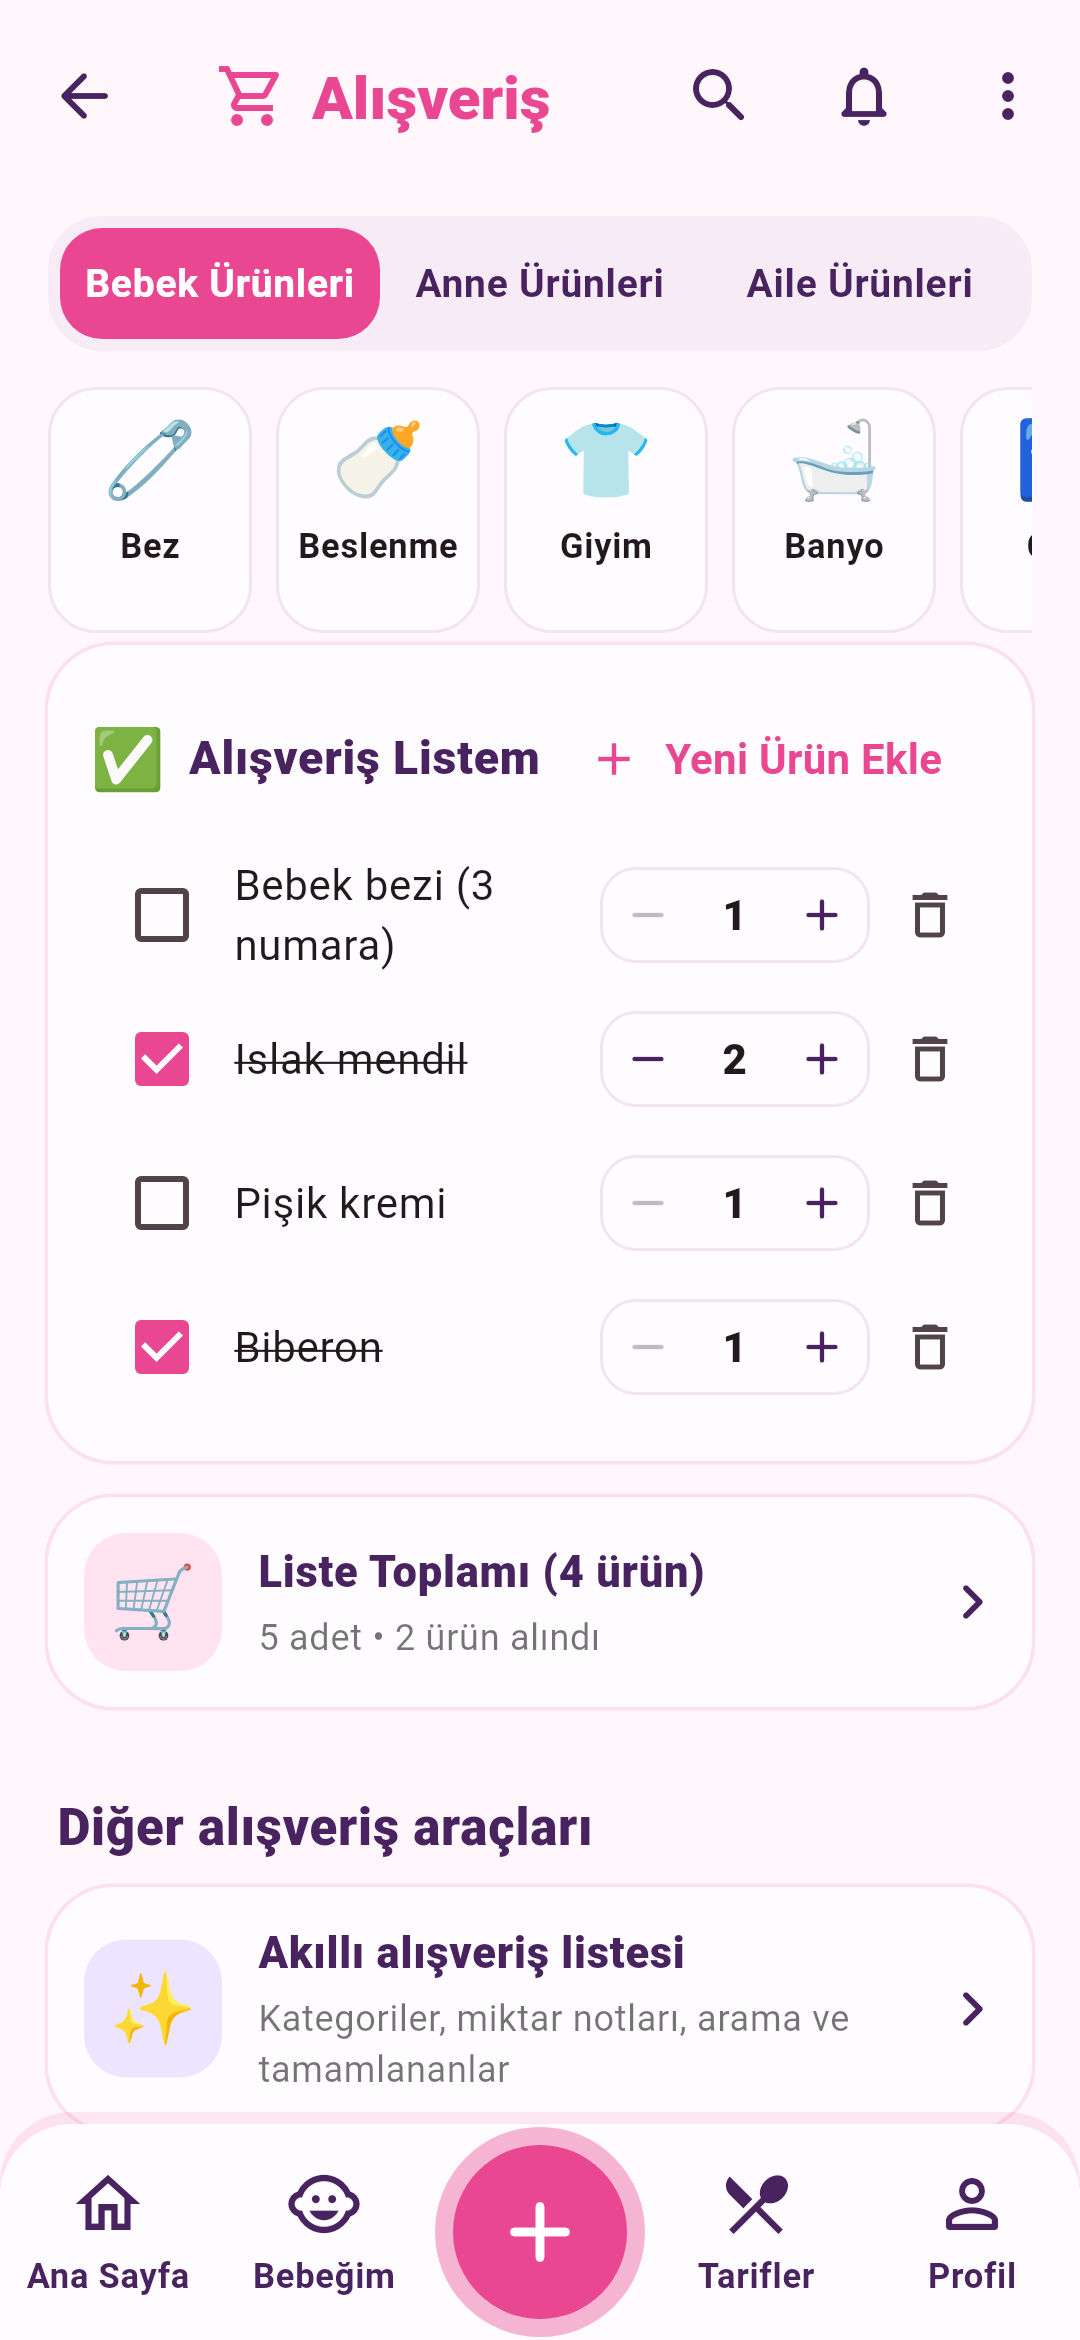 Alışveriş
Bebek Ürünleri
Anne Ürünleri
Aile Ürünleri
Bez
Beslenme
Giyim
Banyo
Alışveriş Listem
Yeni Ürün Ekle
Bebek bezi (3
numara)
1
Islak mendil
2
Pişik kremi
1
Biberon
1
Liste Toplamı (4 ürün)
5 adet • 2 ürün alındı
Diğer alışveriş araçları
Akıllı alışveriş listesi
Kategoriler, miktar notları, arama ve
tamamlananlar
Ana Sayfa
Bebeğim
Tarifler
Profil